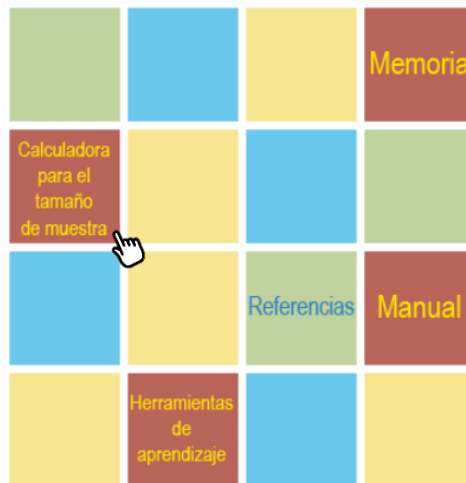 Memoria
Calculadora
para el
tamaño
de muestra
Referencias
Manual
Herramientas
de
aprendizaje